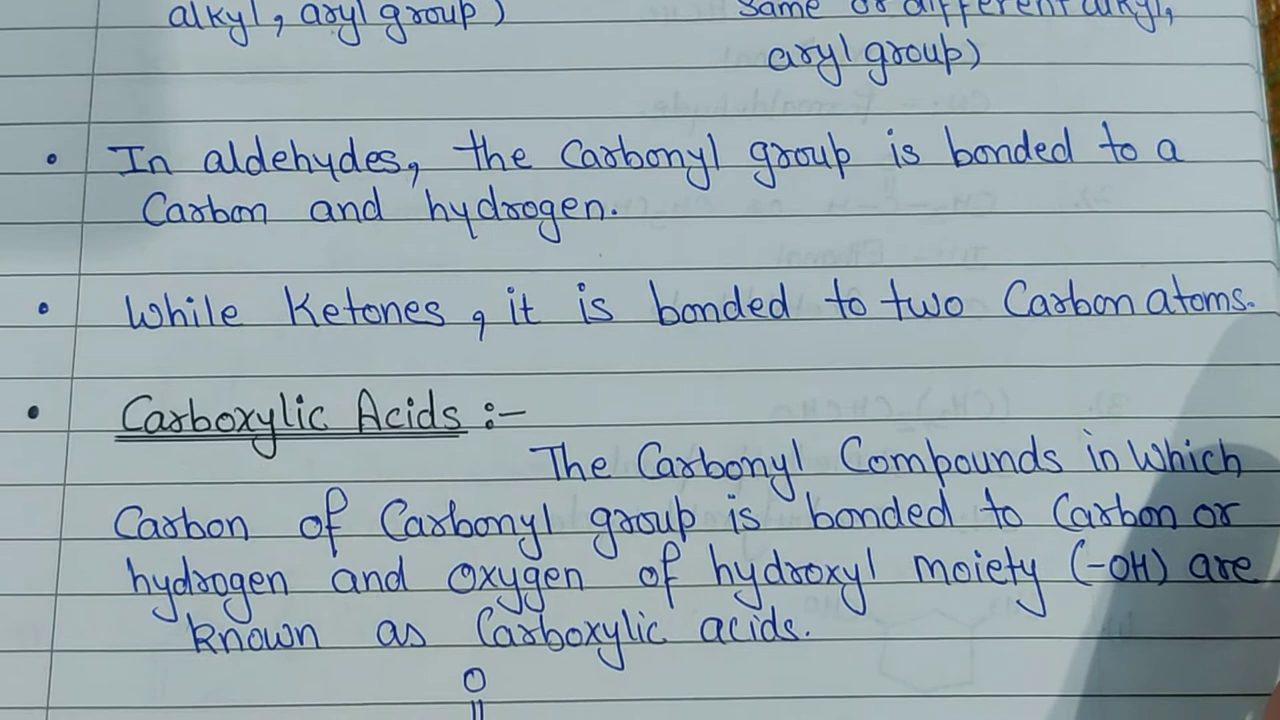 alkyl, aryl group)
same or different alkyl,
aryl group)
• In aldehydes, the Carbonyl group is bonded to a
Carbon and hydrogen.
• While Ketones, it is bonded to two Carbon atoms.
• Carboxylic Acids :-
The Carbonyl Compounds in which
Carbon of Carbonyl group is bonded to Carbon or
hydrogen and oxygen of hydroxyl moiety (-OH) are
known as Carboxylic acids.
O
||